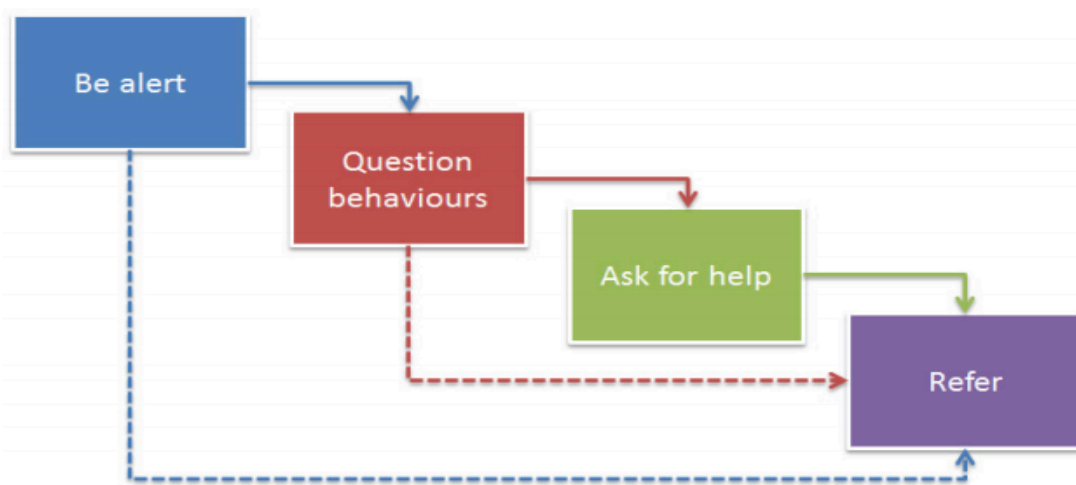 Be alert
Question
behaviours
Ask for help
Refer